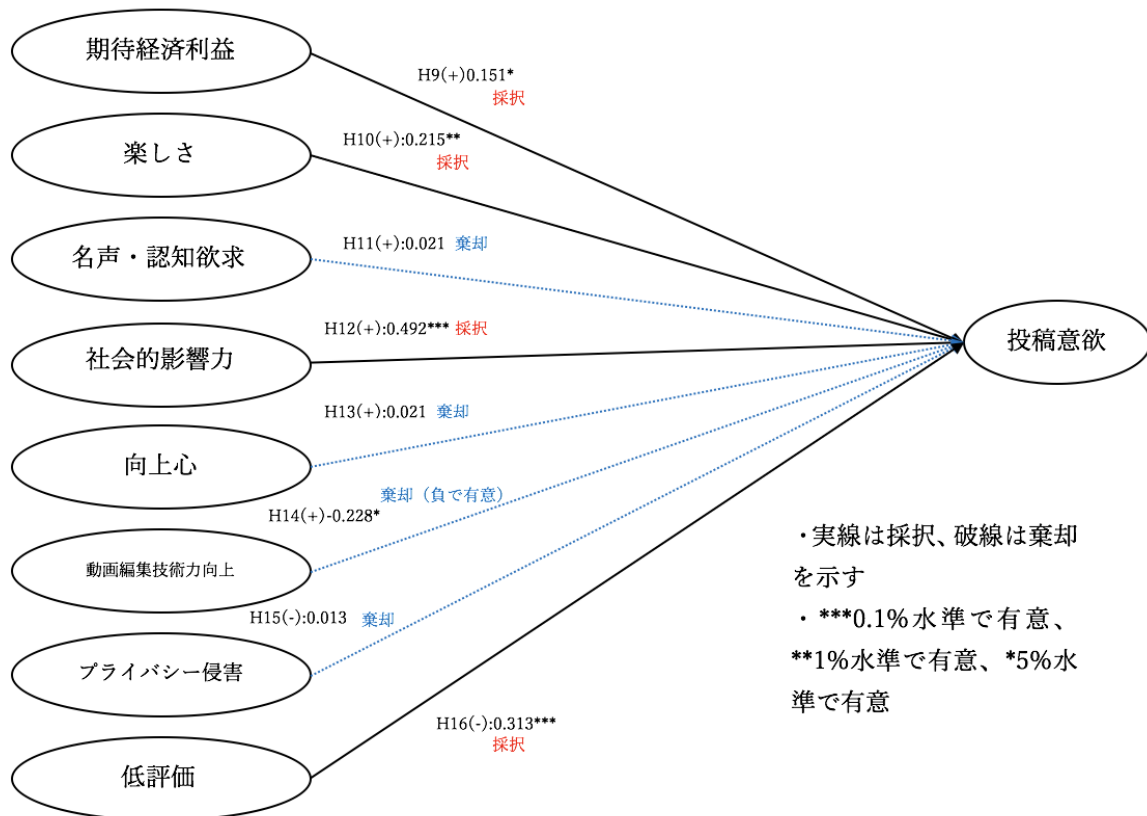 期待経済利益
H9(+)0.151*
採択
楽しさ
H10(+):0.215**
採択
名声・認知欲求
H11(+):0.021 棄却
社会的影響力
H12(+):0.492*** 採択
投稿意欲
向上心
H13(+):0.021 棄却
動画編集技術力向上
H14(+)-0.228*
棄却（負で有意）
プライバシー侵害
H15(-):0.013 棄却
低評価
H16(-):0.313***
採択
・実線は採択、破線は棄却
を示す
・***0.1%水準で有意、
**1%水準で有意、*5%水
準で有意